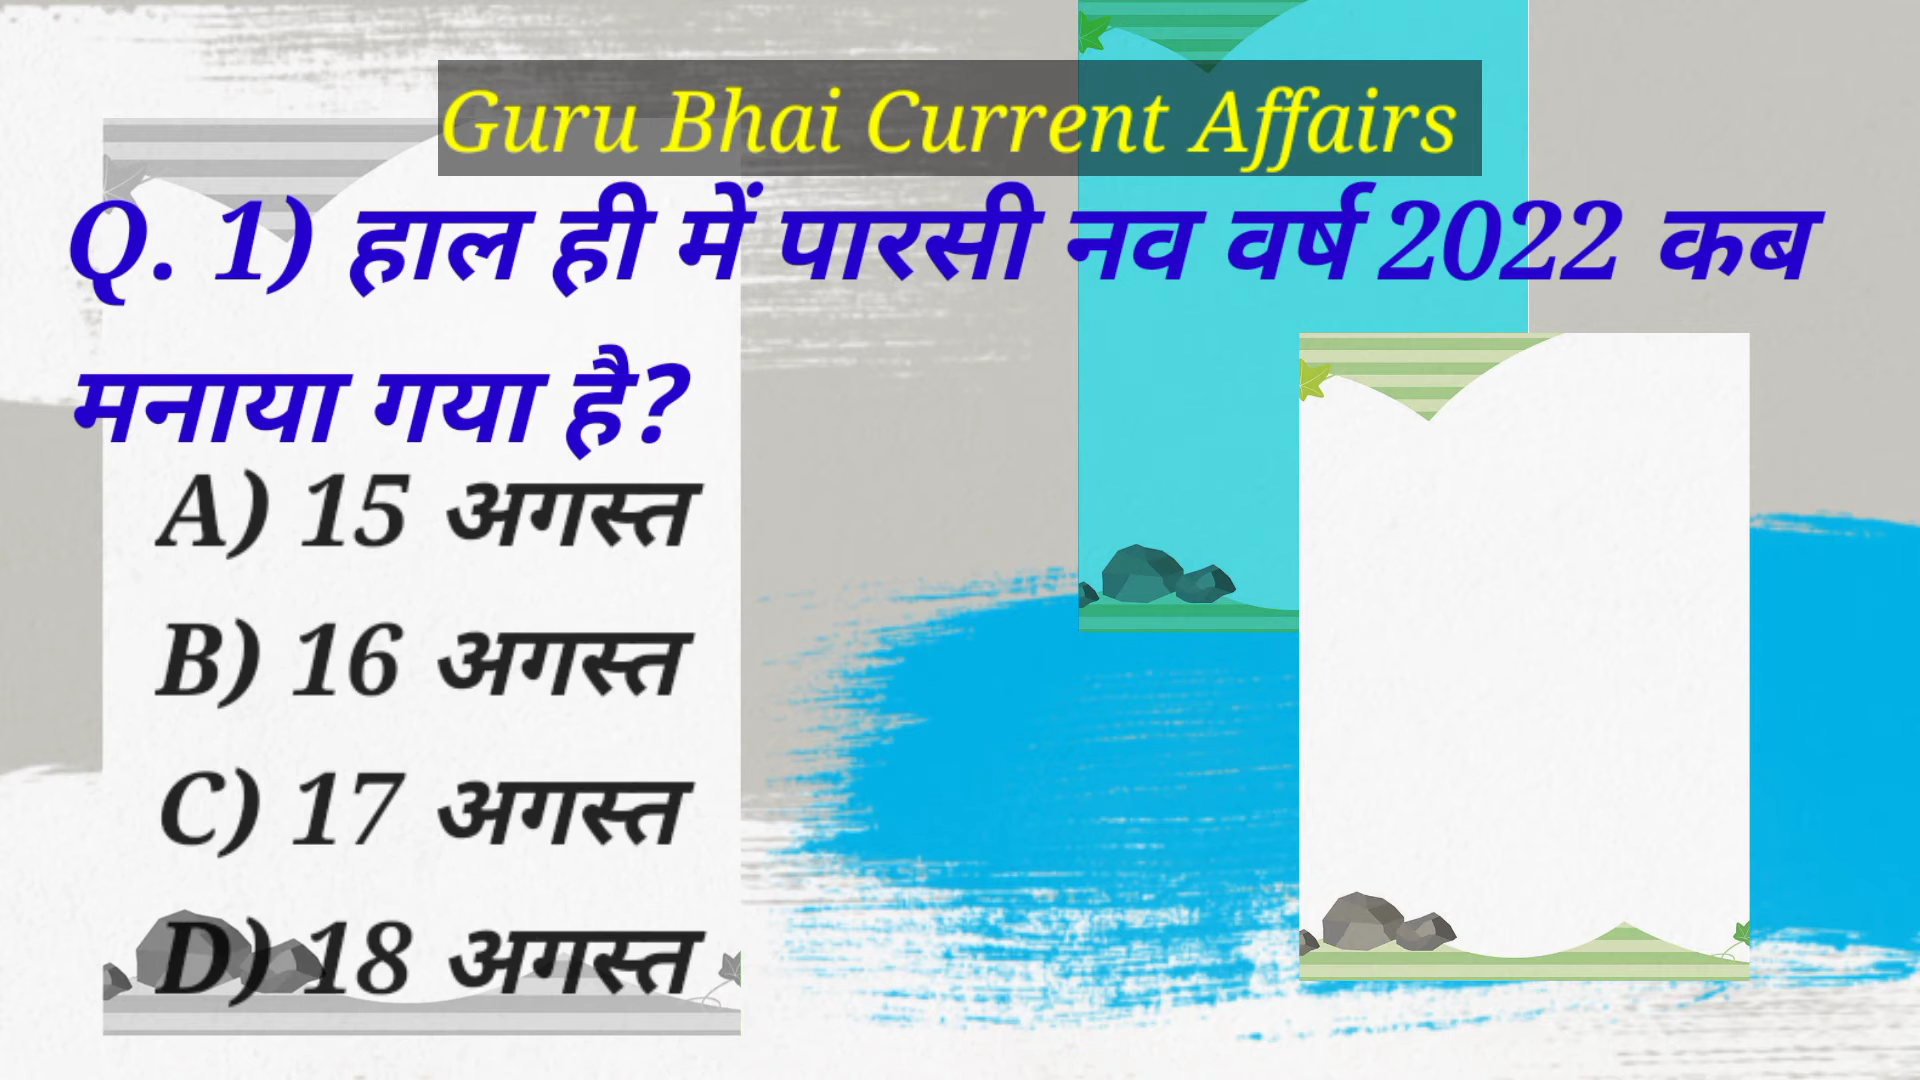 Guru Bhai Current Affairs
Q. 1) हाल ही में पारसी नव वर्ष 2022 कब
मनाया गया है?
A) 15 अगस्त
B) 16 अगस्त
C) 17 अगस्त
D) 18 अगस्त